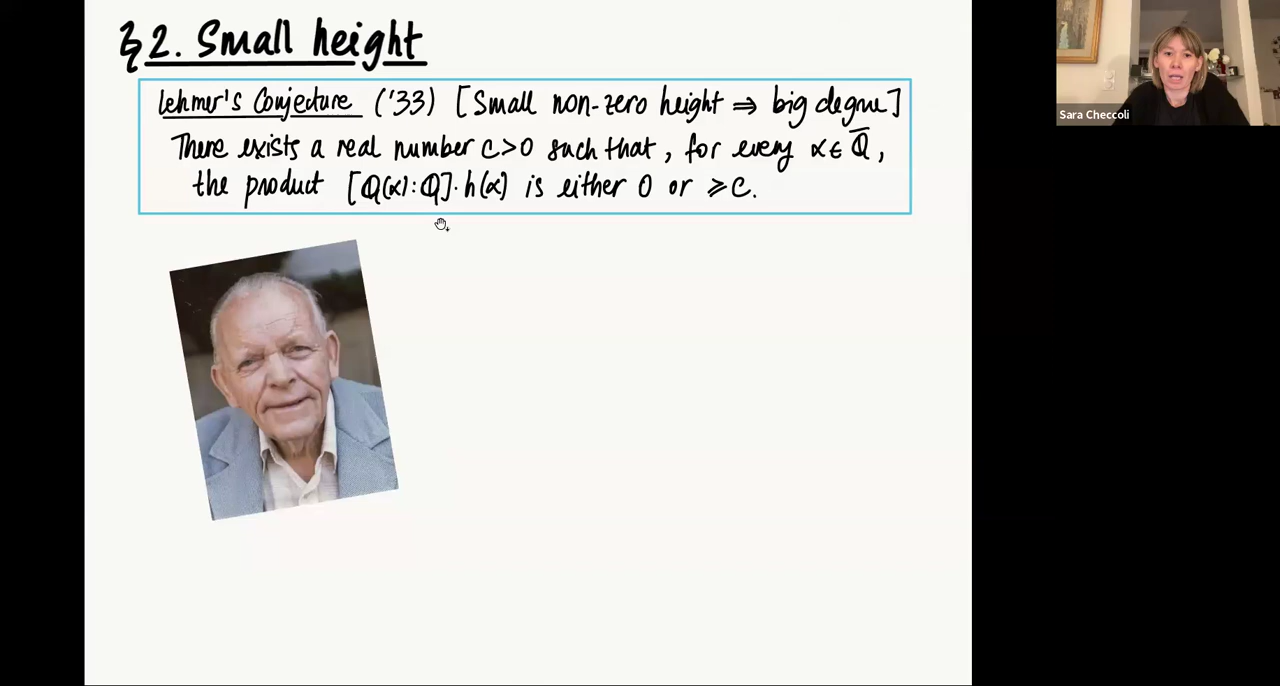 § 2. Small height
Lehmer's Conjecture ('33) [Small non-zero height ⇒ big degree]
There exists a real number c>0 such that, for every α ∈ Q̅,
the product [Q(α):Q]·h(α) is either 0 or ⩾ c.
Sara Checcoli